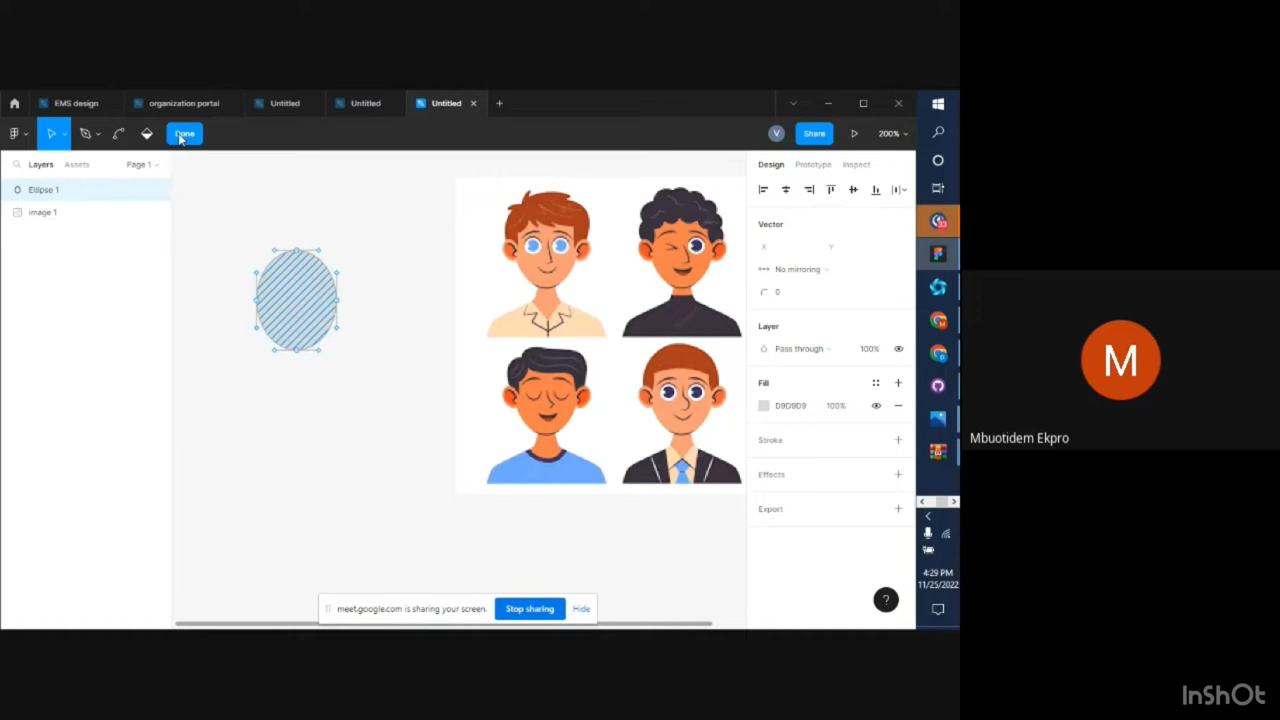 EMS design
organization portal
Untitled
Untitled
Untitled
Done
V
Share
200%
Layers
Assets
Page 1
Design
Prototype
Inspect
Ellipse 1
image 1
Vector
X
Y
No mirroring
0
Layer
Pass through
100%
Fill
D9D9D9
100%
Stroke
Effects
Export
?
meet.google.com is sharing your screen.
Stop sharing
Hide
4:29 PM
11/25/2022
M
Mbuotidem Ekpro
InShOt